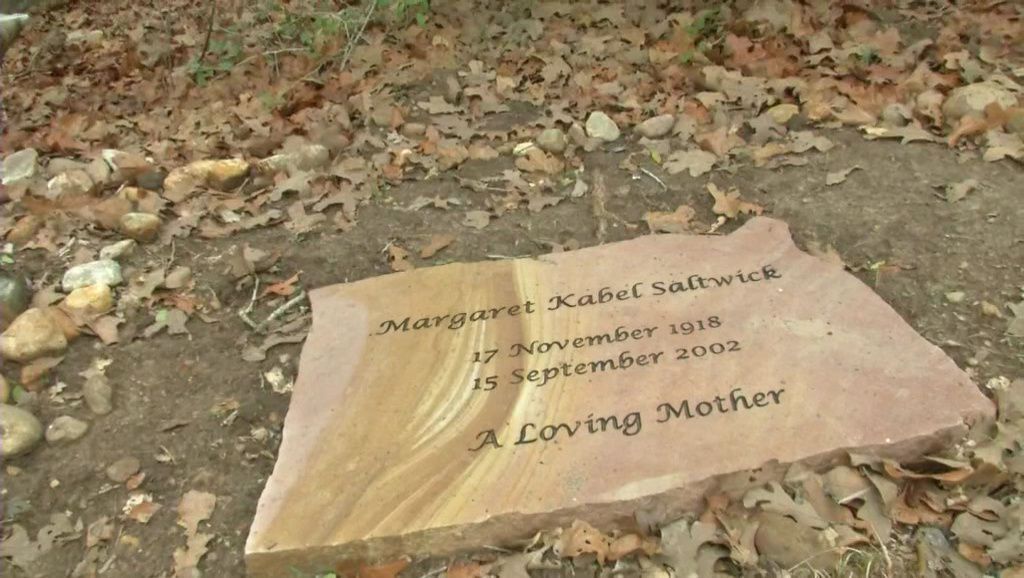 Margaret Kabel Saltwick
17 November 1918
15 September 2002
A Loving Mother